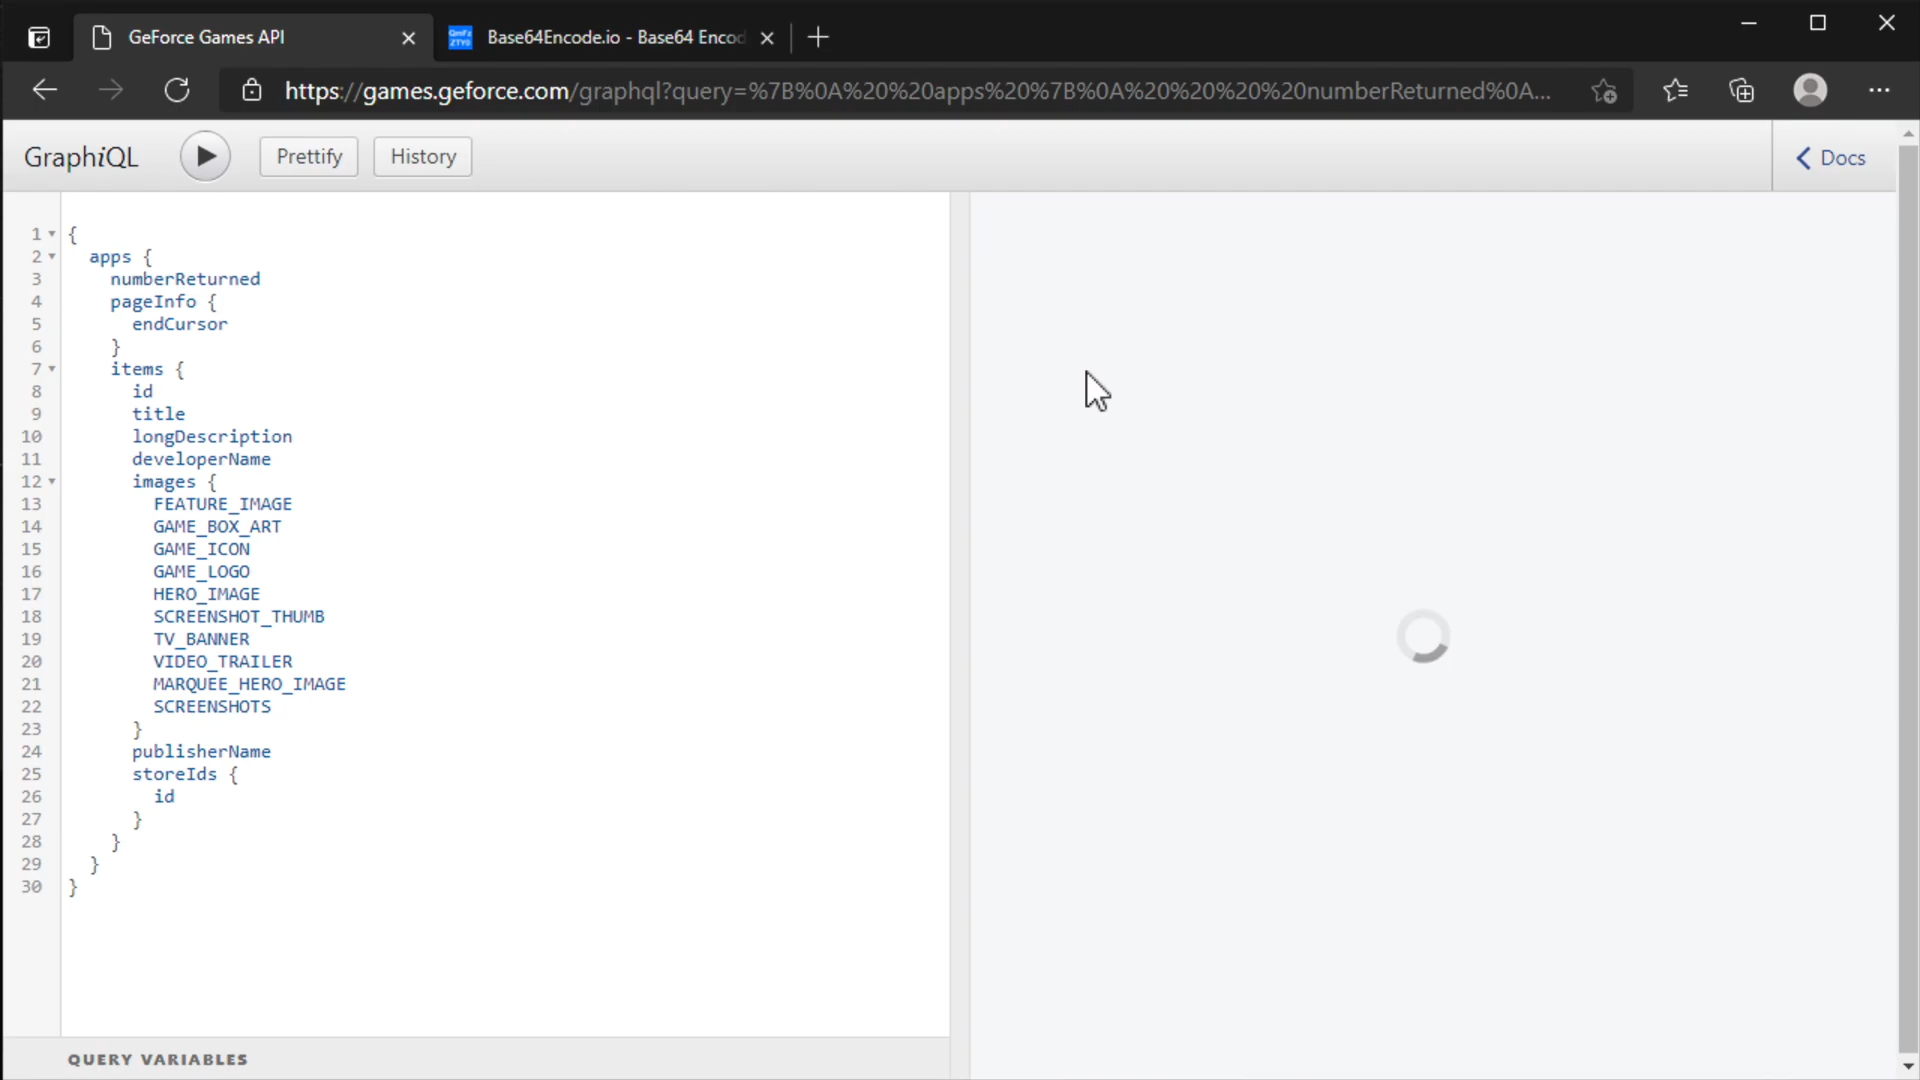 GeForce Games API
Base64Encode.io - Base64 Encod
https://games.geforce.com/graphql?query=%7B%0A%20%20apps%20%7B%0A%20%20%20%20numberReturned%0A...
GraphiQL
Prettify
History
Docs
1 {
2 apps {
3 numberReturned
4 pageInfo {
5 endCursor
6 }
7 items {
8 id
9 title
10 longDescription
11 developerName
12 images {
13 FEATURE_IMAGE
14 GAME_BOX_ART
15 GAME_ICON
16 GAME_LOGO
17 HERO_IMAGE
18 SCREENSHOT_THUMB
19 TV_BANNER
20 VIDEO_TRAILER
21 MARQUEE_HERO_IMAGE
22 SCREENSHOTS
23 }
24 publisherName
25 storeIds {
26 id
27 }
28 }
29 }
30 }
QUERY VARIABLES